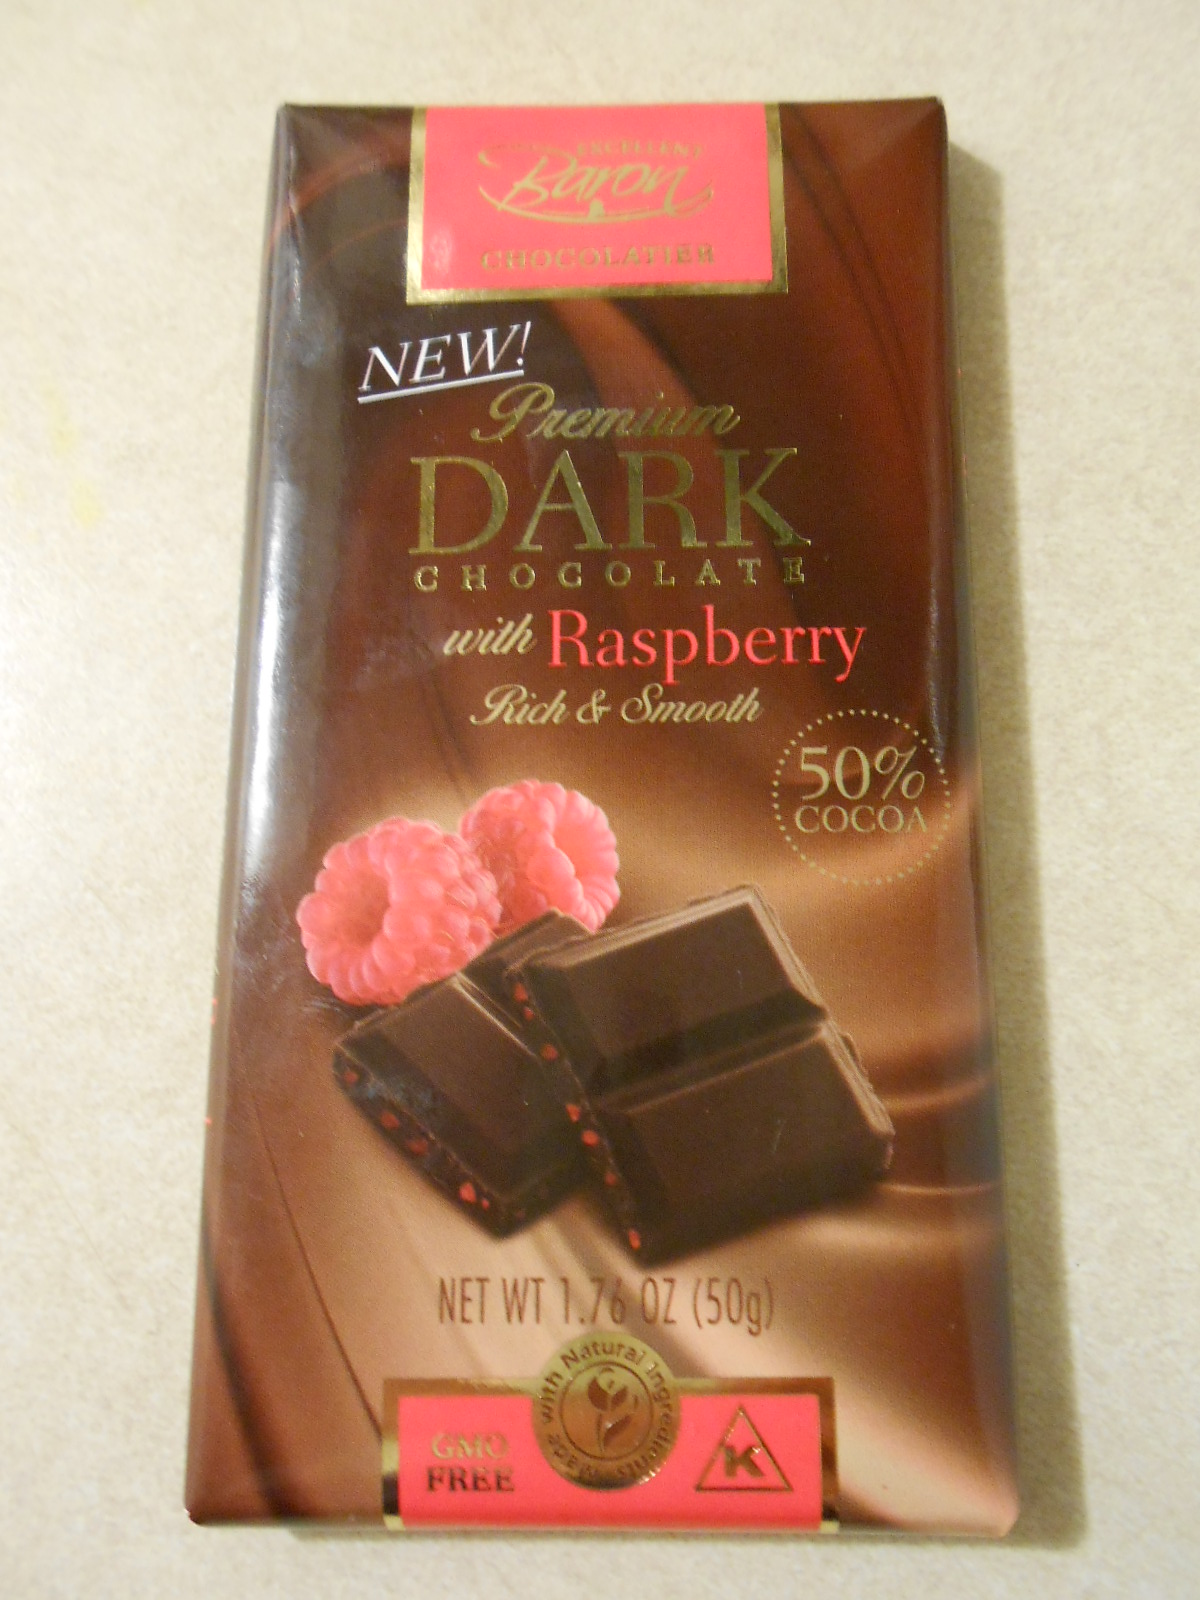 EXCELLENT
Baron
CHOCOLATIER
NEW!
Premium
DARK
CHOCOLATE
with Raspberry
Rich & Smooth
50%
COCOA
NET WT 1.76 OZ (50g)
Made with Natural Ingredients
GMO
FREE
K